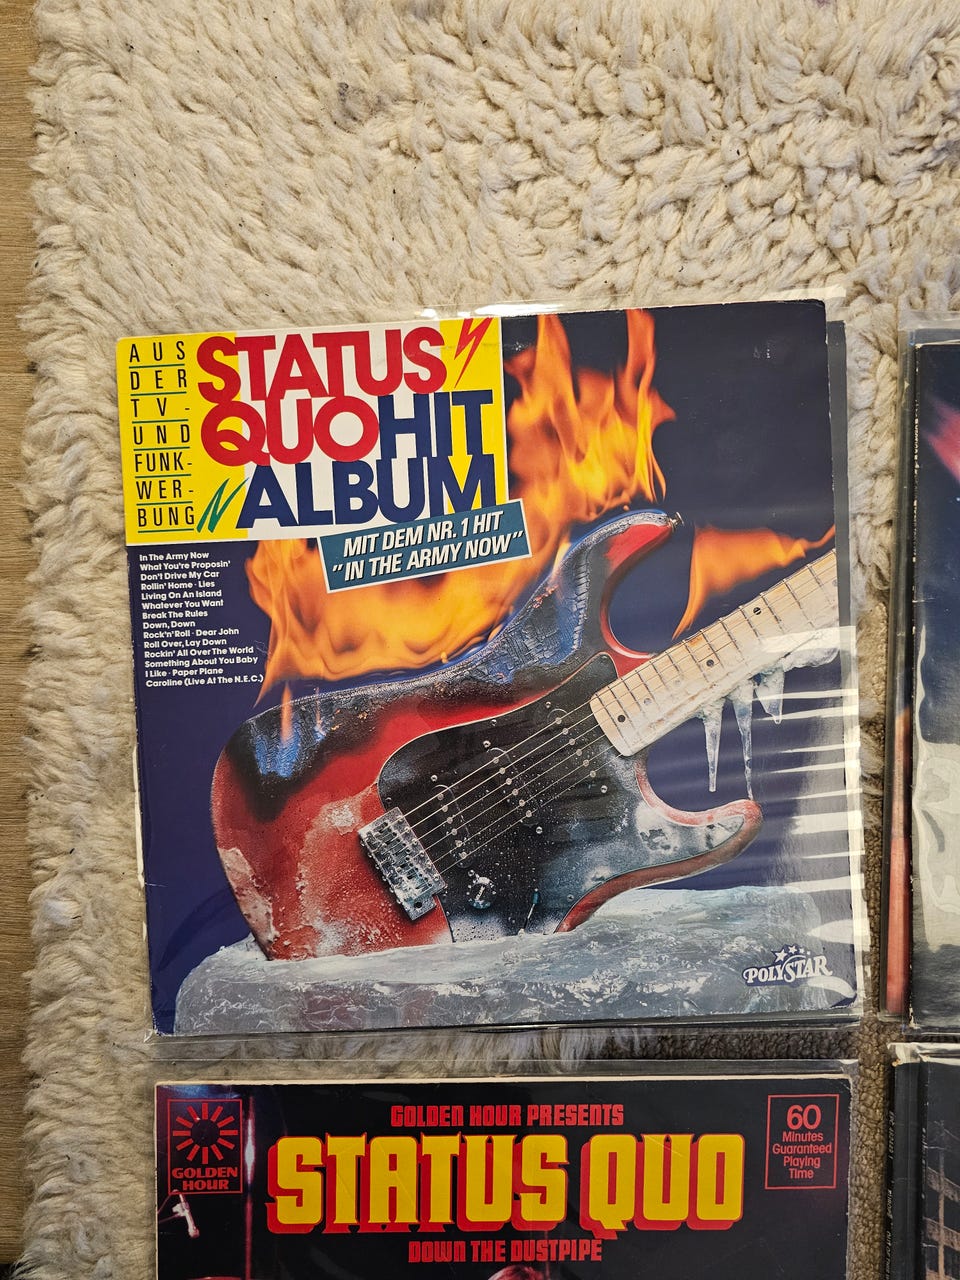 AUS
DER
TV-
UND
FUNK-
WER-
BUNG
STATUS
QUO HIT
ALBUM
MIT DEM NR. 1 HIT
"IN THE ARMY NOW"
In The Army Now
What You're Proposin'
Don't Drive My Car
Rollin' Home · Lies
Living On An Island
Whatever You Want
Break The Rules
Down, Down
Rock'n'Roll · Dear John
Roll Over, Lay Down
Rockin' All Over The World
Something About You Baby
I Like · Paper Plane
Caroline (Live At The N.E.C.)
POLYSTAR
GOLDEN HOUR PRESENTS
STATUS QUO
DOWN THE DUSTPIPE
GOLDEN
HOUR
60
Minutes
Guaranteed
Playing
Time